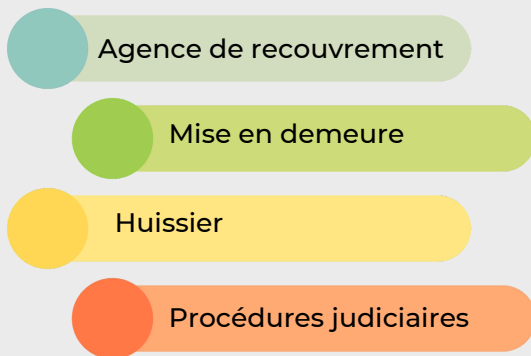 Agence de recouvrement
Mise en demeure
Huissier
Procédures judiciaires